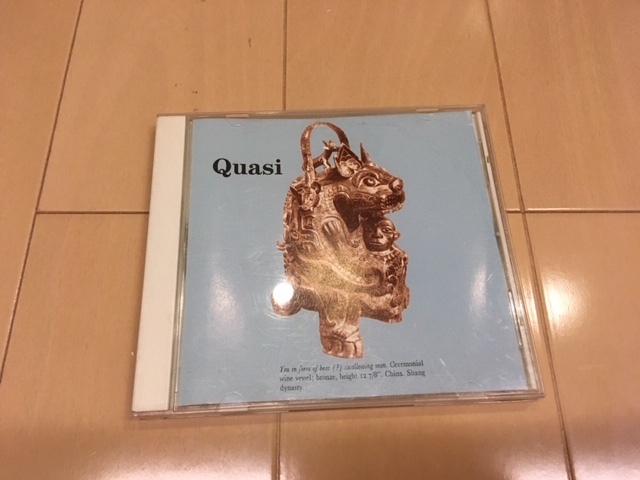 Quasi
Yu in form of bear (?) swallowing man. Ceremonial
wine vessel; bronze, height 12 7/8". China. Shang
dynasty